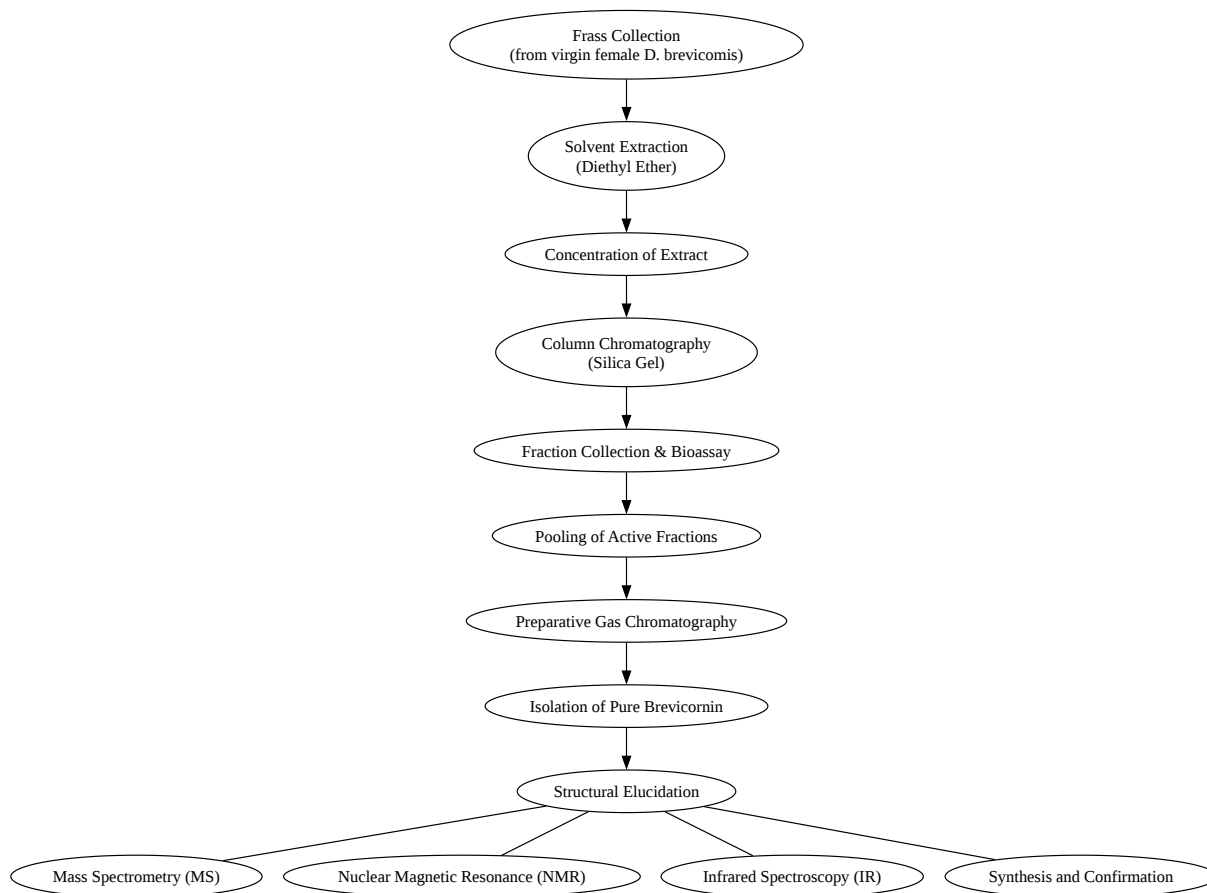 Frass Collection
(from virgin female D. brevicomis)
Solvent Extraction
(Diethyl Ether)
Concentration of Extract
Column Chromatography
(Silica Gel)
Fraction Collection & Bioassay
Pooling of Active Fractions
Preparative Gas Chromatography
Isolation of Pure Brevicornin
Structural Elucidation
Mass Spectrometry (MS)
Nuclear Magnetic Resonance (NMR)
Infrared Spectroscopy (IR)
Synthesis and Confirmation